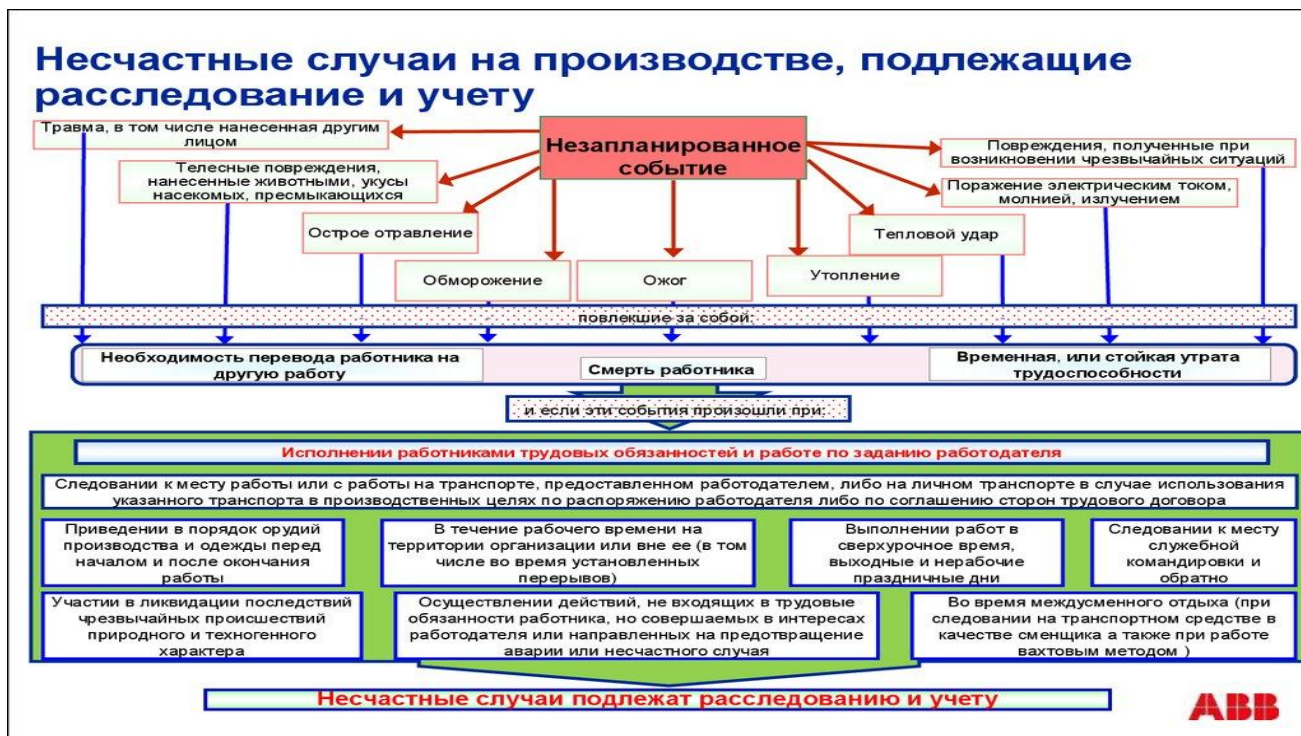 Несчастные случаи на производстве, подлежащие
расследование и учету
Травма, в том числе нанесенная другим
лицом
Незапланированное
событие
Повреждения, полученные при
возникновении чрезвычайных ситуаций
Телесные повреждения,
нанесенные животными, укусы
насекомых, пресмыкающихся
Поражение электрическим током,
молнией, излучением
Острое отравление
Тепловой удар
Обморожение
Ожог
Утопление
повлекшие за собой:
Необходимость перевода работника на
другую работу
Смерть работника
Временная, или стойкая утрата
трудоспособности
и если эти события произошли при:
Исполнении работниками трудовых обязанностей и работе по заданию работодателя
Следовании к месту работы или с работы на транспорте, предоставленном работодателем, либо на личном транспорте в случае использования
указанного транспорта в производственных целях по распоряжению работодателя либо по соглашению сторон трудового договора
Приведении в порядок орудий
производства и одежды перед
началом и после окончания
работы
В течение рабочего времени на
территории организации или вне ее (в том
числе во время установленных
перерывов)
Выполнении работ в
сверхурочное время,
выходные и нерабочие
праздничные дни
Следовании к месту
служебной
командировки и
обратно
Участии в ликвидации последствий
чрезвычайных происшествий
природного и техногенного
характера
Осуществлении действий, не входящих в трудовые
обязанности работника, но совершаемых в интересах
работодателя или направленных на предотвращение
аварии или несчастного случая
Во время междусменного отдыха (при
следовании на транспортном средстве в
качестве сменщика а также при работе
вахтовым методом )
Несчастные случаи подлежат расследованию и учету
ABB